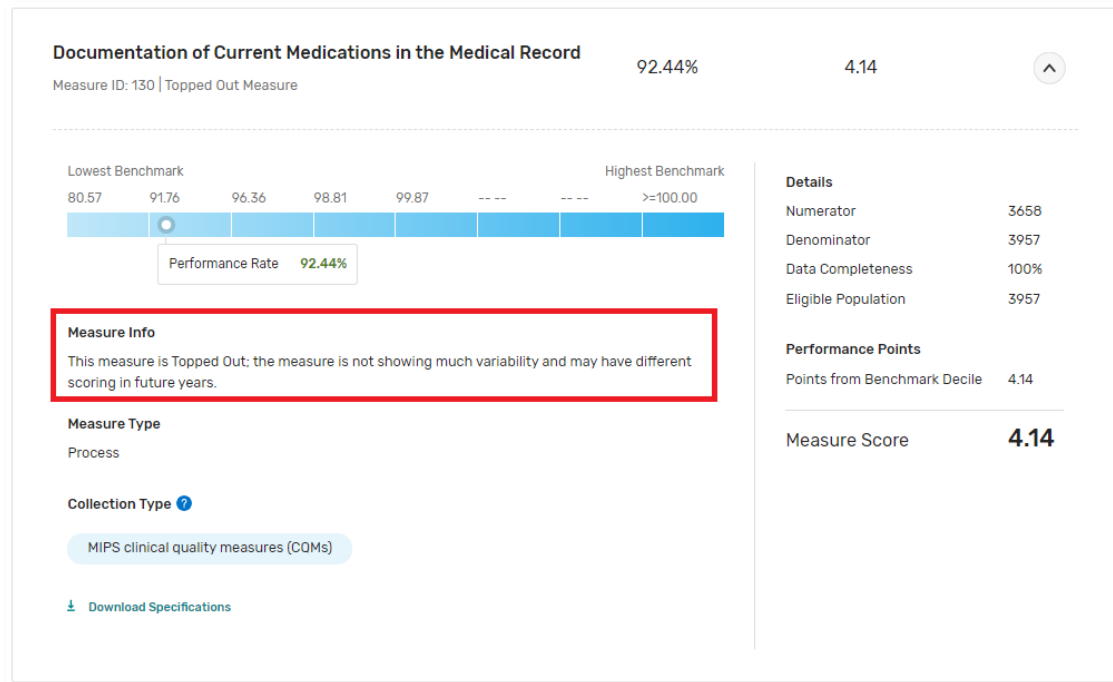 Documentation of Current Medications in the Medical Record 92.44% 4.14
Measure ID: 130 | Topped Out Measure
Lowest Benchmark Highest Benchmark
80.57 91.76 96.36 98.81 99.87 -- -- -- -- >=100.00
Performance Rate 92.44%
Measure Info
This measure is Topped Out; the measure is not showing much variability and may have different
scoring in future years.
Measure Type
Process
Collection Type ?
MIPS clinical quality measures (CQMs)
Download Specifications
Details
Numerator 3658
Denominator 3957
Data Completeness 100%
Eligible Population 3957
Performance Points
Points from Benchmark Decile 4.14
Measure Score 4.14